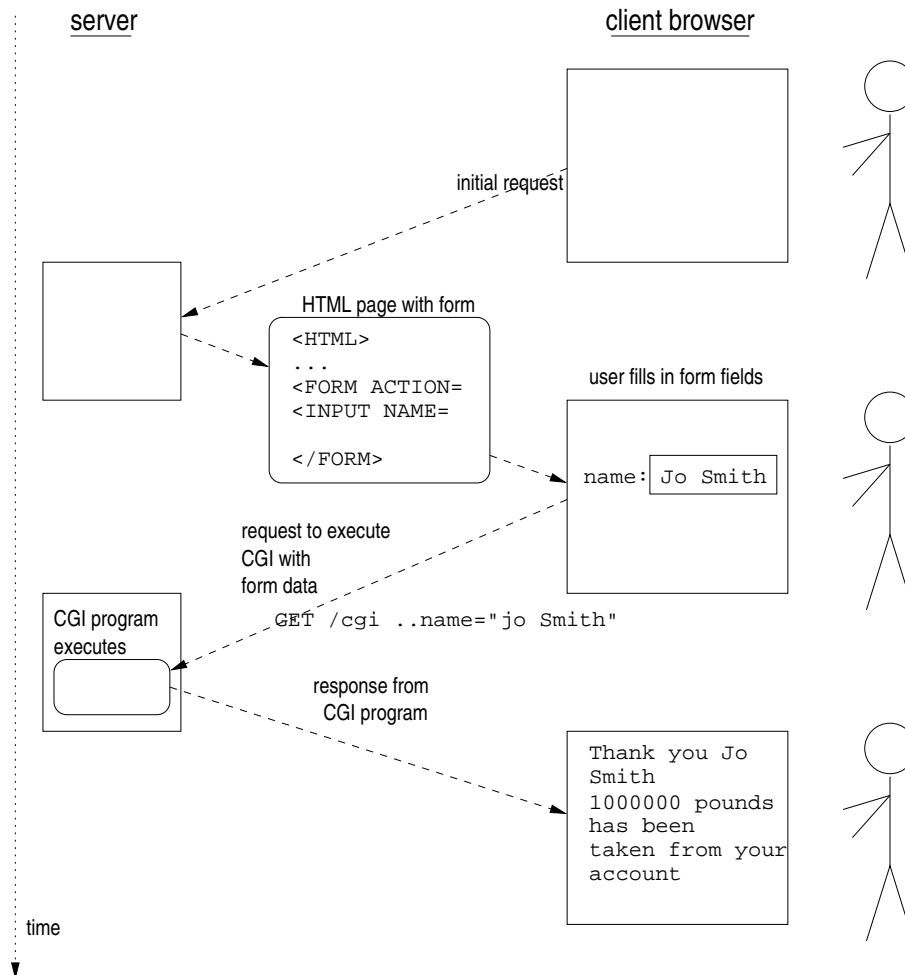 server
client browser
initial request
HTML page with form
<HTML>
...
<FORM ACTION=
<INPUT NAME=
</FORM>
user fills in form fields
name: Jo Smith
request to execute
CGI with
form data
GET /cgi ..name="jo Smith"
CGI program
executes
response from
CGI program
Thank you Jo
Smith
1000000 pounds
has been
taken from your
account
time